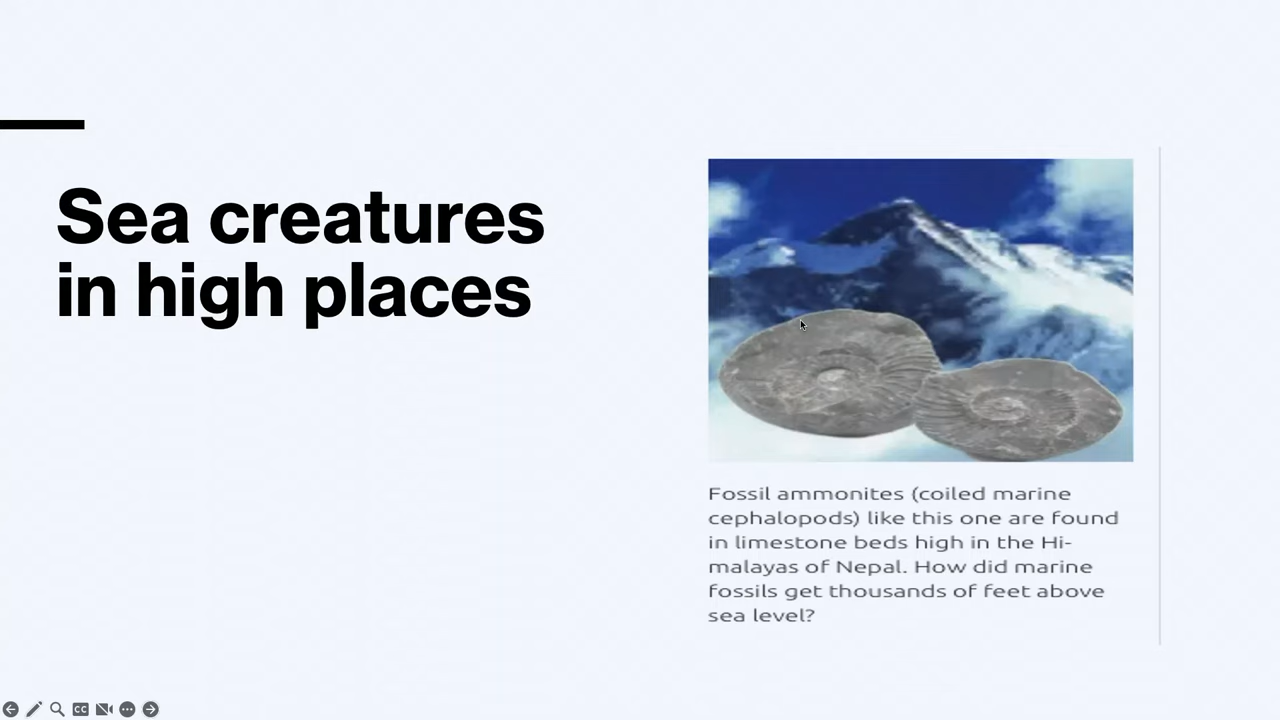 Sea creatures
in high places
Fossil ammonites (coiled marine
cephalopods) like this one are found
in limestone beds high in the Hi-
malayas of Nepal. How did marine
fossils get thousands of feet above
sea level?
CC